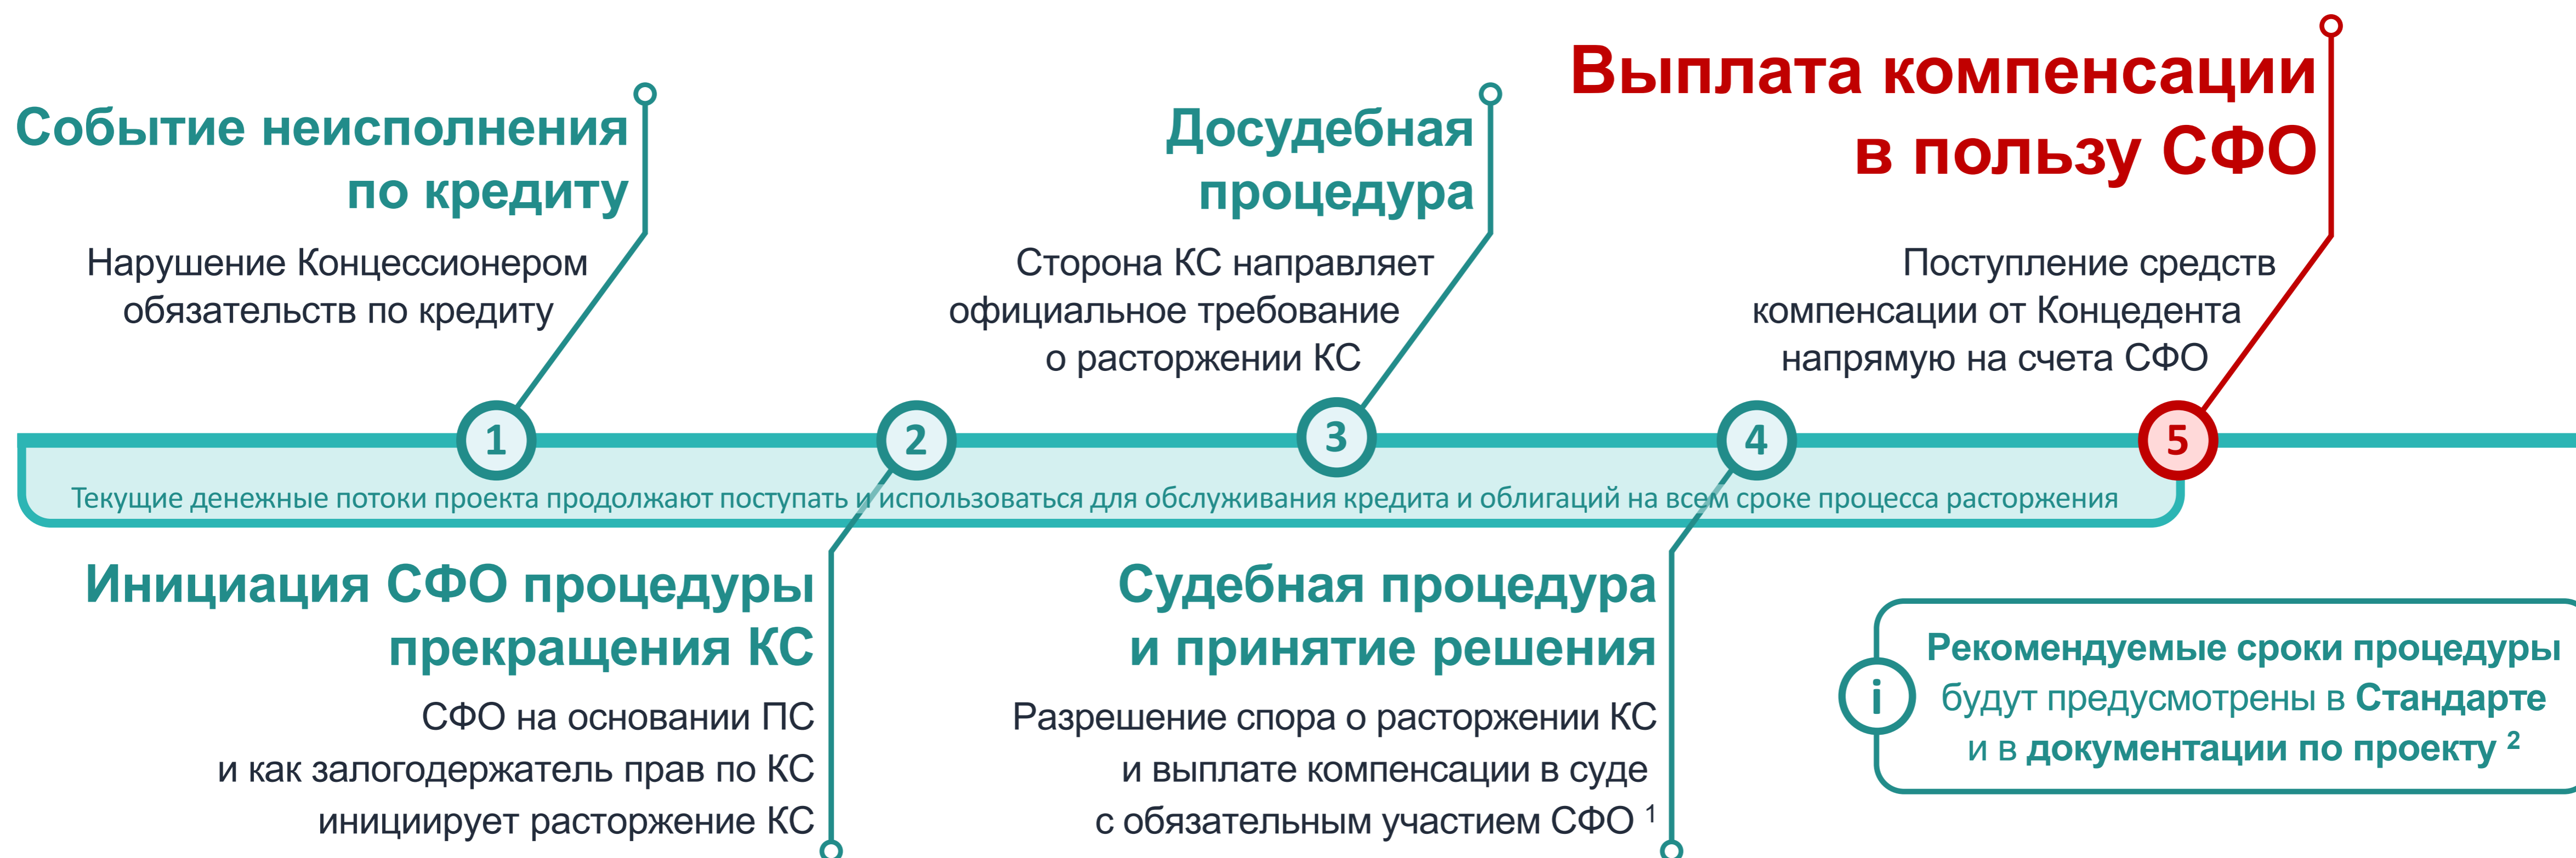 Событие неисполнения
по кредиту
Нарушение Концессионером
обязательств по кредиту
Досудебная
процедура
Сторона КС направляет
официальное требование
о расторжении КС
Выплата компенсации
в пользу СФО
Поступление средств
компенсации от Концедента
напрямую на счета СФО
1
2
3
4
5
Текущие денежные потоки проекта продолжают поступать и использоваться для обслуживания кредита и облигаций на всем сроке процесса расторжения
Инициация СФО процедуры
прекращения КС
СФО на основании ПС
и как залогодержатель прав по КС
инициирует расторжение КС
Судебная процедура
и принятие решения
Разрешение спора о расторжении КС
и выплате компенсации в суде
с обязательным участием СФО 1
i
Рекомендуемые сроки процедуры
будут предусмотрены в Стандарте
и в документации по проекту 2